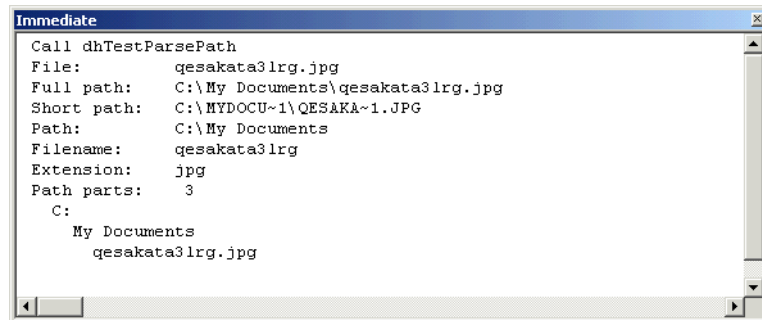 Immediate
Call dhTestParsePath
File: qesakata3lrg.jpg
Full path: C:\My Documents\qesakata3lrg.jpg
Short path: C:\MYDOCU~1\QESAKA~1.JPG
Path: C:\My Documents
Filename: qesakata3lrg
Extension: jpg
Path parts: 3
C:
My Documents
qesakata3lrg.jpg